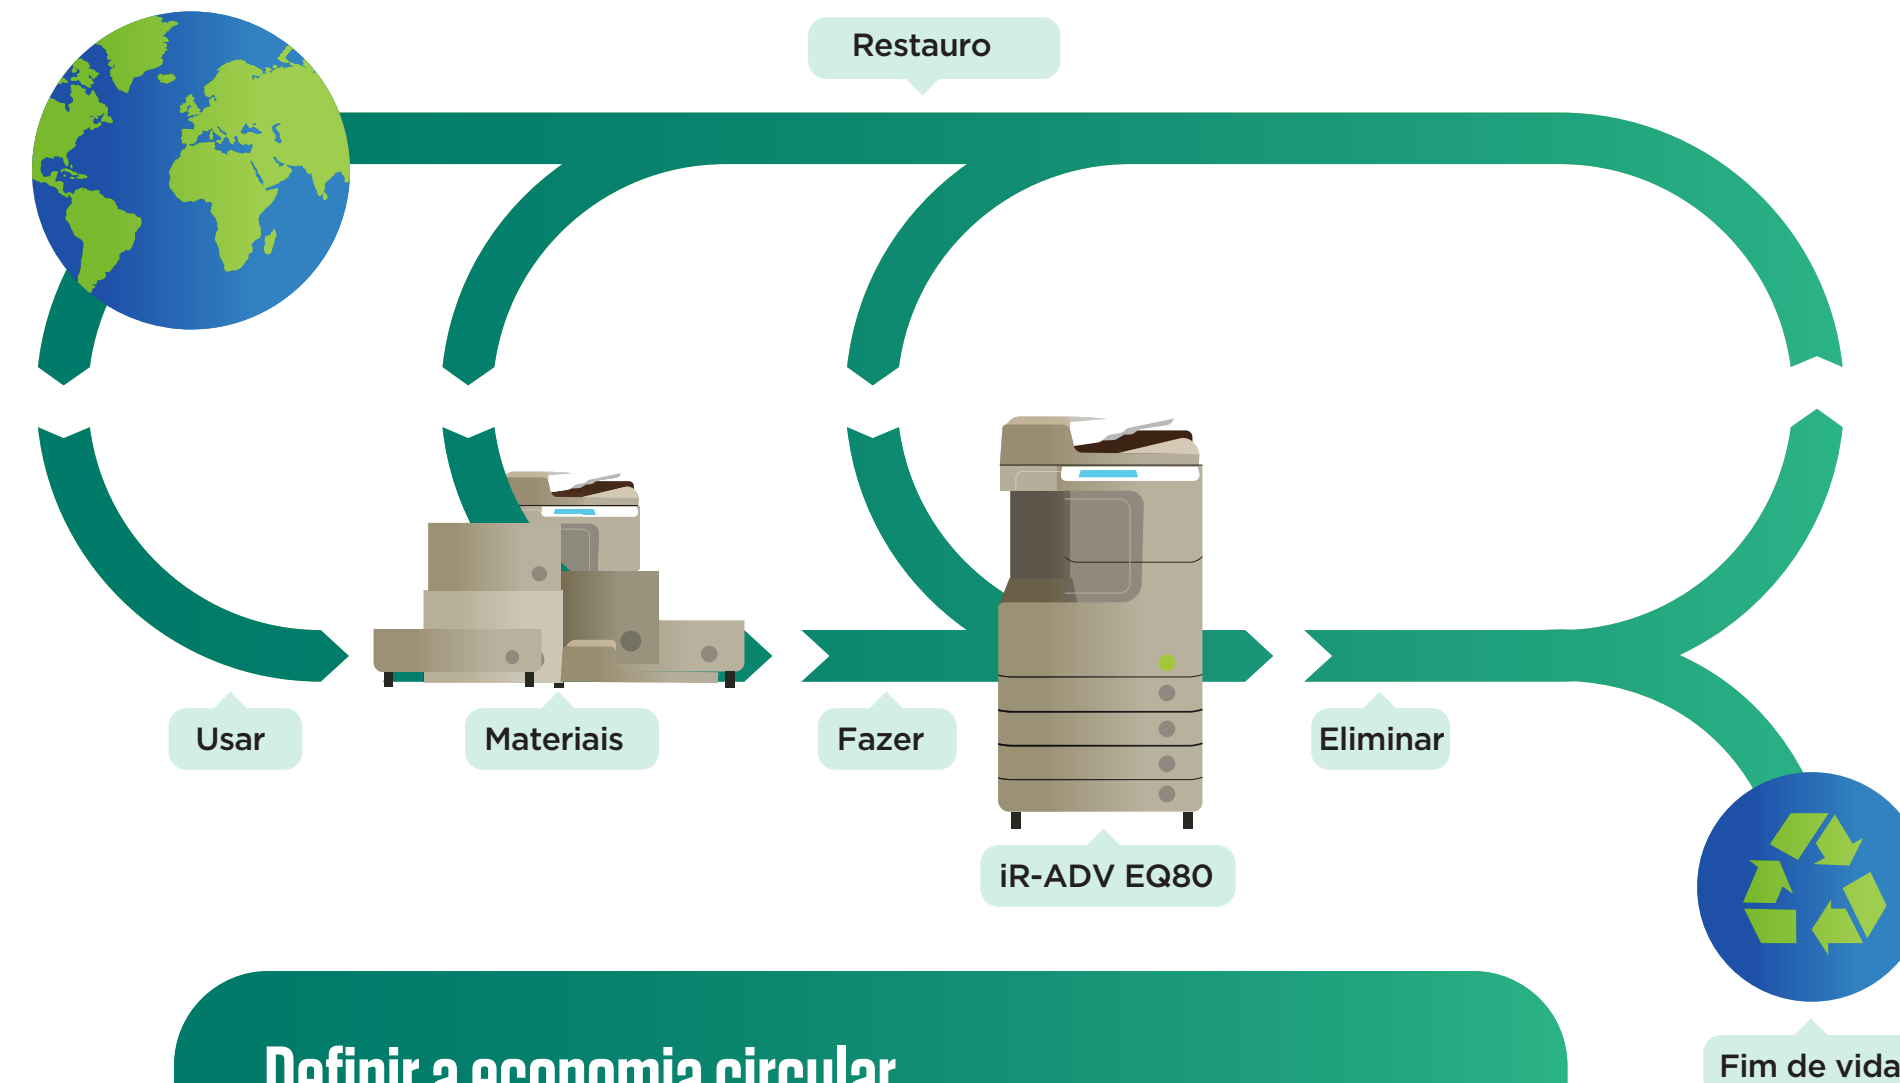 Restauro
Usar
Materiais
Fazer
Eliminar
iR-ADV EQ80
Definir a economia circular
Fim de vida